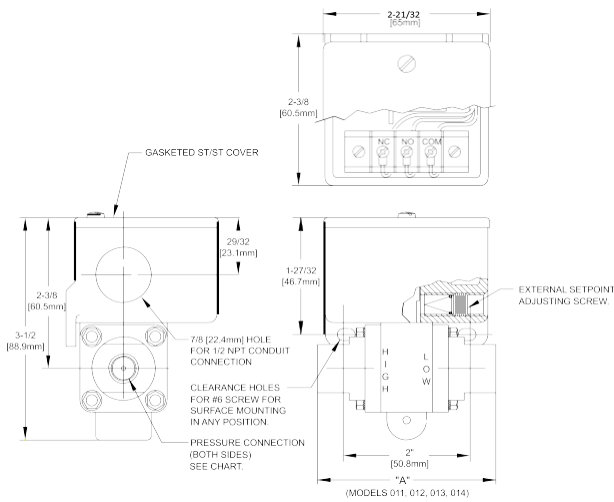 2-21/32
[65mm]
2-3/8
[60.5mm]
NC NO COM
GASKETED ST/ST COVER
29/32
[23.1mm]
2-3/8
[60.5mm]
3-1/2
[88.9mm]
7/8 [22.4mm] HOLE
FOR 1/2 NPT CONDUIT
CONNECTION
CLEARANCE HOLES
FOR #6 SCREW FOR
SURFACE MOUNTING
IN ANY POSITION.
PRESSURE CONNECTION
(BOTH SIDES)
SEE CHART.
1-27/32
[46.7mm]
EXTERNAL SETPOINT
ADJUSTING SCREW.
HIGH
LOW
2"
[50.8mm]
"A"
(MODELS 011, 012, 013, 014)